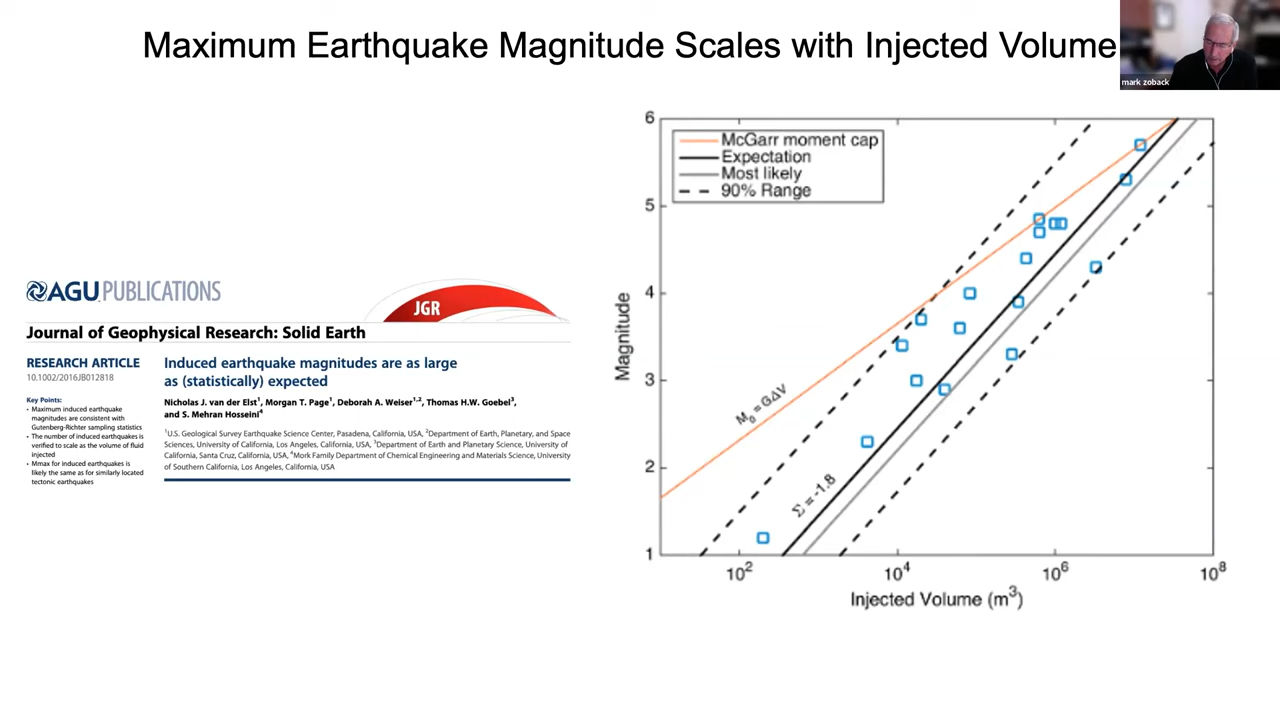 Maximum Earthquake Magnitude Scales with Injected Volume
mark zoback
AGU PUBLICATIONS
JGR
Journal of Geophysical Research: Solid Earth
RESEARCH ARTICLE
10.1002/2016JB012818
Key Points:
• Maximum induced earthquake
magnitudes are consistent with
Gutenberg-Richter sampling statistics
• The number of induced earthquakes is
verified to scale as the volume of fluid
injected
• Mmax for induced earthquakes is
likely the same as for similarly located
tectonic earthquakes
Induced earthquake magnitudes are as large
as (statistically) expected
Nicholas J. van der Elst¹, Morgan T. Page¹, Deborah A. Weiser¹,², Thomas H.W. Goebel³,
and S. Mehran Hosseini⁴
¹U.S. Geological Survey Earthquake Science Center, Pasadena, California, USA, ²Department of Earth, Planetary, and Space
Sciences, University of California, Los Angeles, California, USA, ³Department of Earth and Planetary Science, University of
California, Santa Cruz, California, USA, ⁴Mork Family Department of Chemical Engineering and Materials Science, University
of Southern California, Los Angeles, California, USA
McGarr moment cap
Expectation
Most likely
90% Range
6
5
4
3
2
1
Magnitude
M₀ = GΔV
Σ = -1.8
10²
10⁴
10⁶
10⁸
Injected Volume (m³)